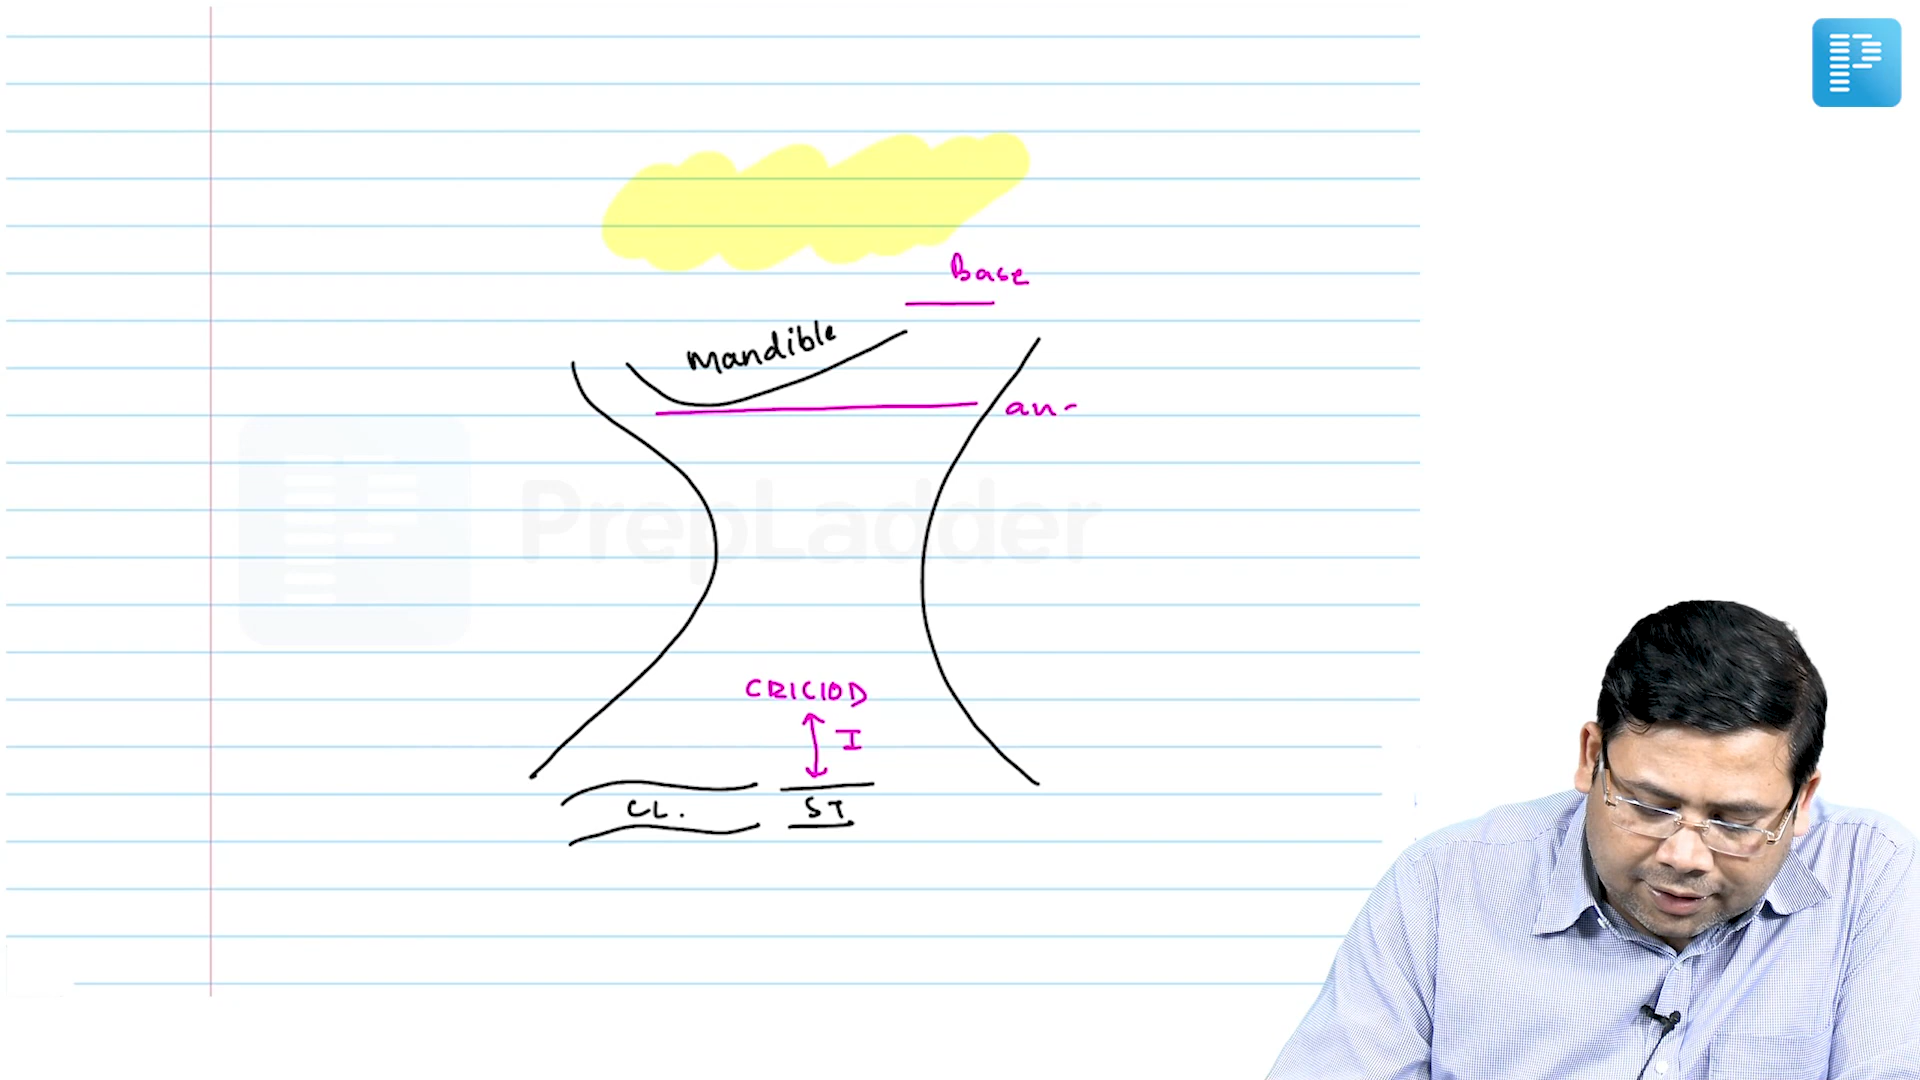 Base
Mandible
an-
PrepLadder
CRICIOD
I
CL.
ST